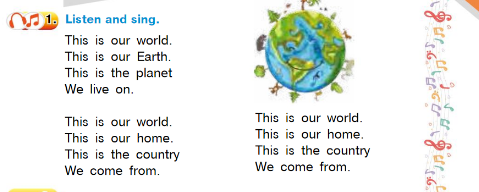 1. Listen and sing.
This is our world.
This is our Earth.
This is the planet
We live on.
This is our world.
This is our home.
This is the country
We come from.
This is our world.
This is our home.
This is the country
We come from.